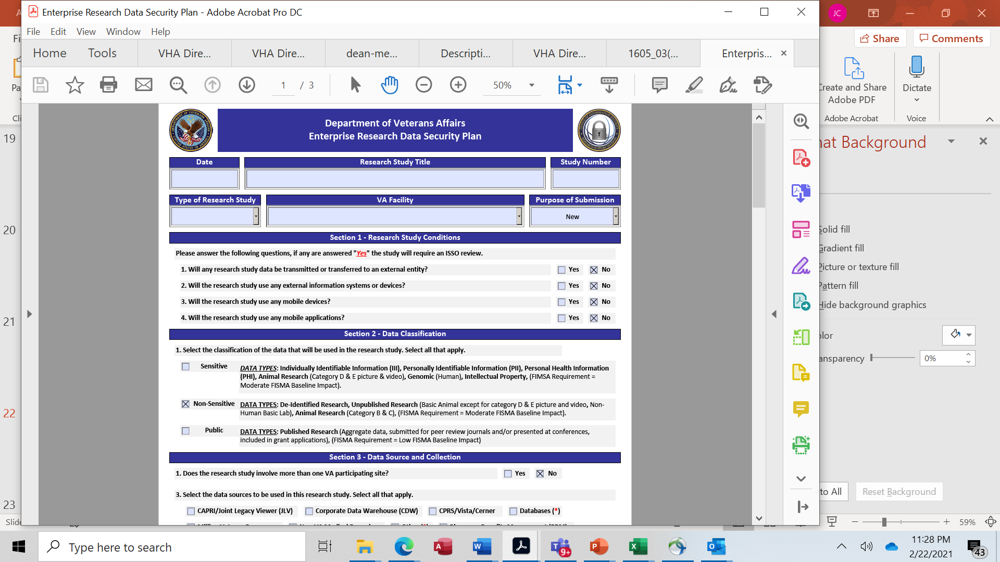 Enterprise Research Data Security Plan - Adobe Acrobat Pro DC
JC
File Edit View Window Help
Share Comments
Home Tools VHA Dire... VHA Dire... dean-me... Descripti... VHA Dire... 1605_03(... Enterpris...
1 / 3 50%
Create and Share
Adobe PDF
Dictate
Adobe Acrobat Voice
Department of Veterans Affairs
Enterprise Research Data Security Plan
Date Research Study Title Study Number
Type of Research Study VA Facility Purpose of Submission
New
Section 1 - Research Study Conditions
Please answer the following questions, if any are answered "Yes" the study will require an ISSO review.
1. Will any research study data be transmitted or transferred to an external entity? Yes No
2. Will the research study use any external information systems or devices? Yes No
3. Will the research study use any mobile devices? Yes No
4. Will the research study use any mobile applications? Yes No
Section 2 - Data Classification
1. Select the classification of the data that will be used in the research study. Select all that apply.
Sensitive DATA TYPES: Individually Identifiable Information (III), Personally Identifiable Information (PII), Personal Health Information
(PHI), Animal Research (Category D & E picture & video), Genomic (Human), Intellectual Property, (FIMSA Requirement =
Moderate FISMA Baseline Impact).
Non-Sensitive DATA TYPES: De-Identified Research, Unpublished Research (Basic Animal except for category D & E picture and video, Non-
Human Basic Lab), Animal Research (Category B & C), (FISMA Requirement = Moderate FISMA Baseline Impact).
Public DATA TYPES: Published Research (Aggregate data, submitted for peer review journals and/or presented at conferences,
included in grant applications), (FISMA Requirement = Low FISMA Baseline Impact)
Section 3 - Data Source and Collection
1. Does the research study involve more than one VA participating site? Yes No
3. Select the data sources to be used in this research study. Select all that apply.
CAPRI/Joint Legacy Viewer (JLV) Corporate Data Warehouse (CDW) CPRS/Vista/Cerner Databases (*)
19
20
21
22
23
Slide
Fi
Pa
Cli
nat Background
Solid fill
Gradient fill
Picture or texture fill
Pattern fill
Hide background graphics
olor
ansparency 0%
to All Reset Background
59%
Type here to search
9+
11:28 PM
2/22/2021
43